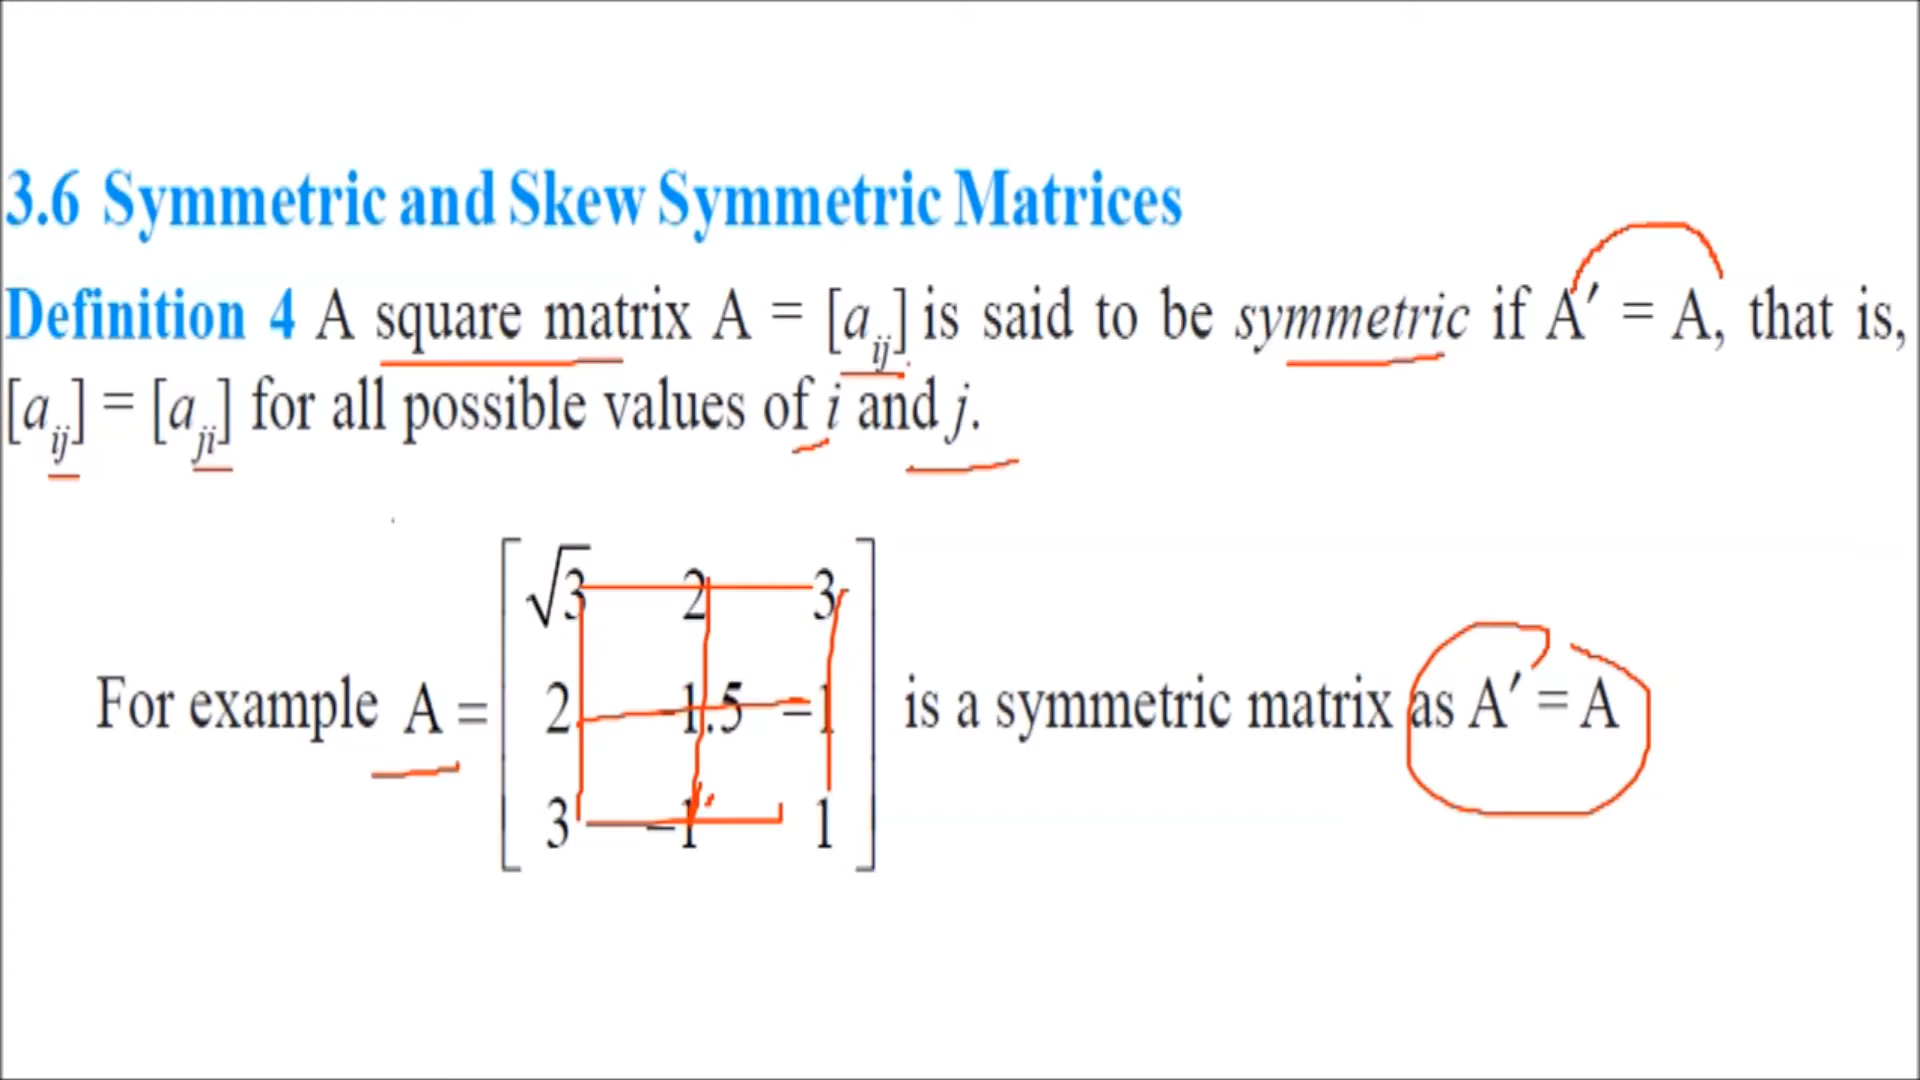 3.6 Symmetric and Skew Symmetric Matrices
Definition 4 A square matrix A = [aij] is said to be symmetric if A′ = A, that is,
[aij] = [aji] for all possible values of i and j.
√3 2 3
For example A = 2 –1.5 –1 is a symmetric matrix as A′ = A
3 –1 1